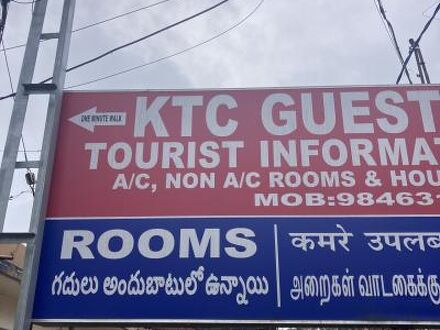 ONE MINUTE WALK
KTC GUEST
TOURIST INFORMAT
A/C, NON A/C ROOMS & HOU
MOB:98463
ROOMS
గదులు అందుబాటులో ఉన్నాయి
कमरे उपलब
அறைகள் வாடகைக்கு